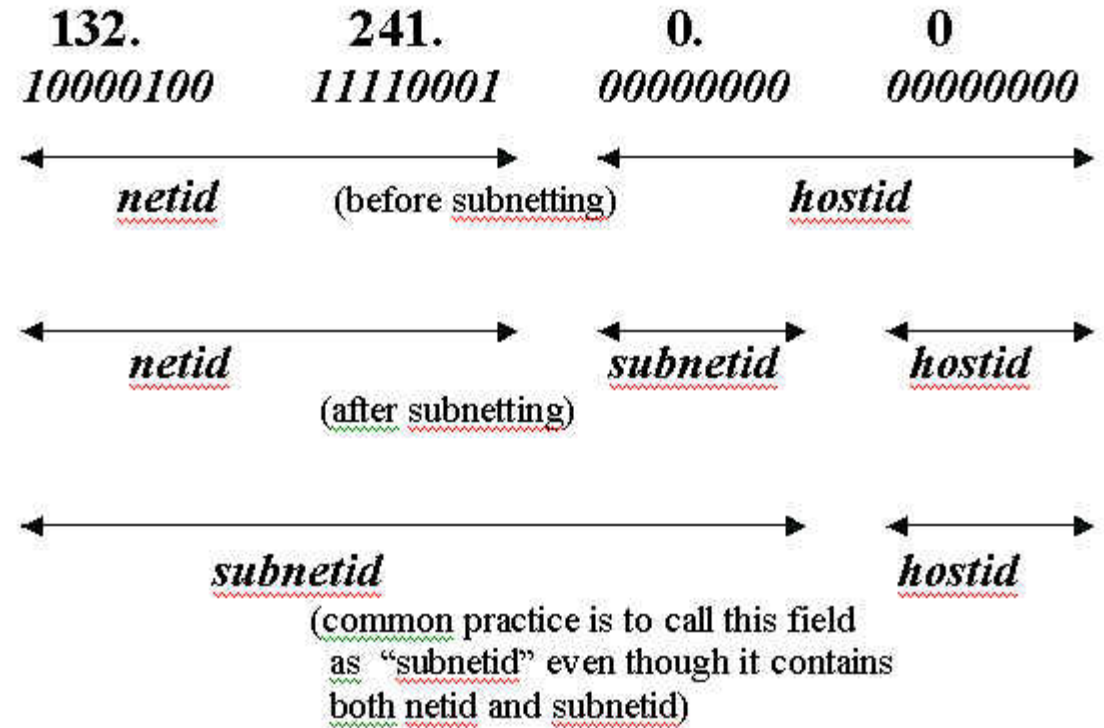 132. 241. 0. 0
10000100 11110001 00000000 00000000
netid (before subnetting) hostid
netid subnetid hostid
(after subnetting)
subnetid hostid
(common practice is to call this field
as “subnetid” even though it contains
both netid and subnetid)